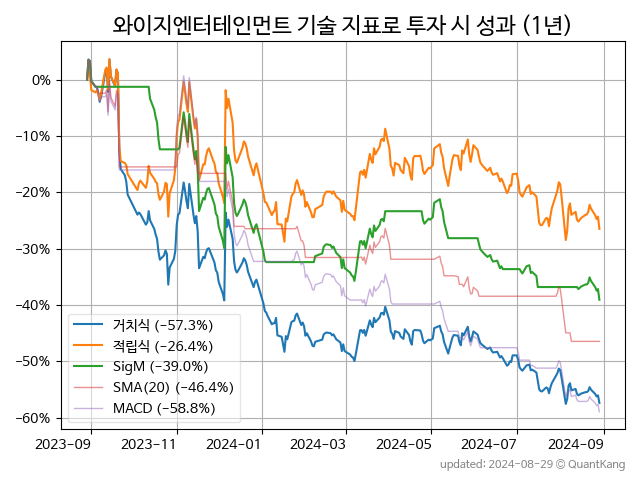 와이지엔터테인먼트 기술 지표로 투자 시 성과 (1년)
0%
−10%
−20%
−30%
−40%
−50%
−60%
거치식 (−57.3%)
적립식 (−26.4%)
SigM (−39.0%)
SMA(20) (−46.4%)
MACD (−58.8%)
2023-09 2023-11 2024-01 2024-03 2024-05 2024-07 2024-09
updated: 2024-08-29 © QuantKang